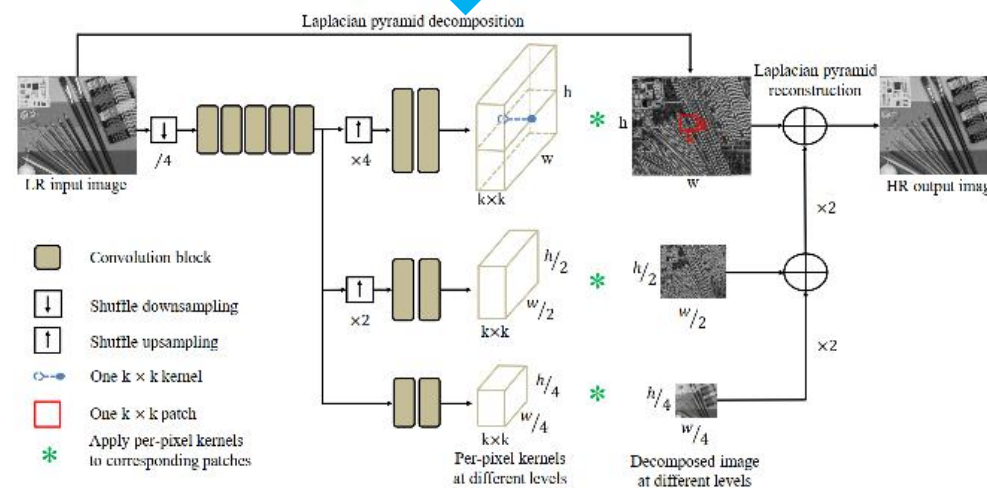 Laplacian pyramid decomposition
Laplacian pyramid
reconstruction
h
w
k×k
h
w
/4
×4
LR input image
HR output imag
×2
Convolution block
Shuffle downsampling
Shuffle upsampling
One k × k kernel
One k × k patch
Apply per-pixel kernels
to corresponding patches
×2
h/2
w/2
k×k
h/2
w/2
×2
h/4
w/4
k×k
h/4
w/4
Per-pixel kernels
at different levels
Decomposed image
at different levels